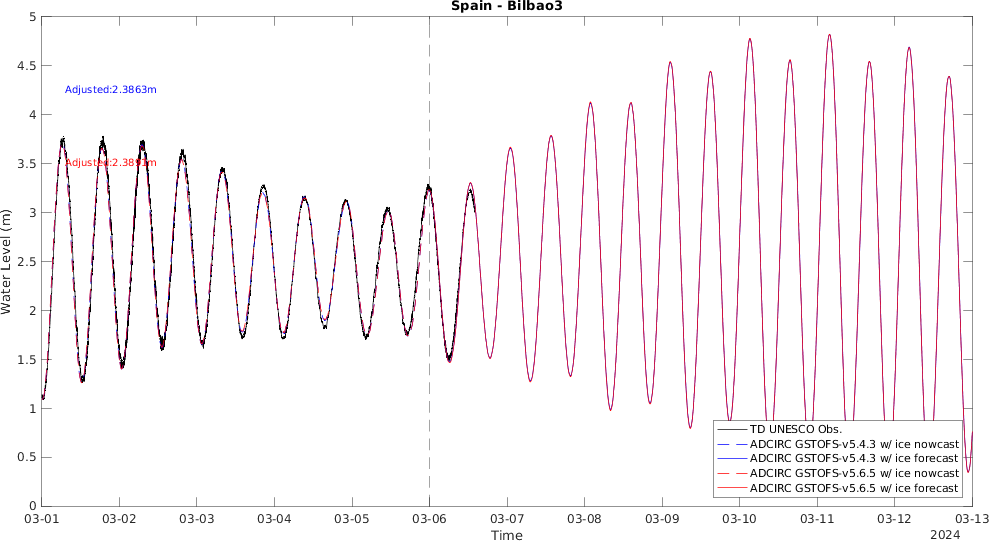 Spain - Bilbao3
5
4.5
4
3.5
3
2.5
2
1.5
1
0.5
0
Water Level (m)
Adjusted:2.3863m
Adjusted:2.3891m
TD UNESCO Obs.
ADCIRC GSTOFS-v5.4.3 w/ ice nowcast
ADCIRC GSTOFS-v5.4.3 w/ ice forecast
ADCIRC GSTOFS-v5.6.5 w/ ice nowcast
ADCIRC GSTOFS-v5.6.5 w/ ice forecast
03-01 03-02 03-03 03-04 03-05 03-06 03-07 03-08 03-09 03-10 03-11 03-12 03-13
Time
2024